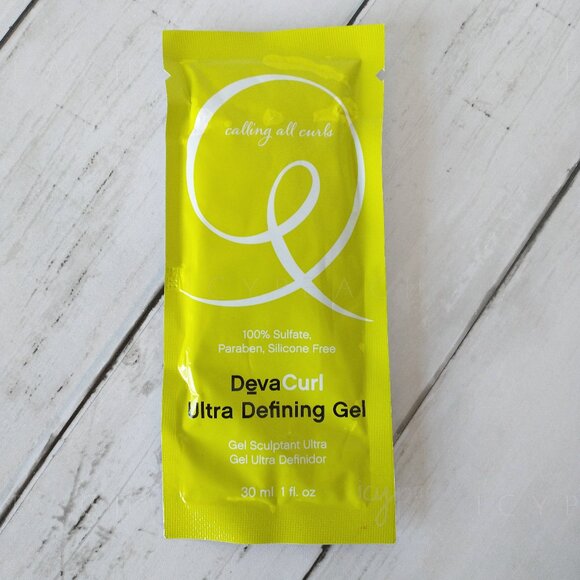 calling all curls
100% Sulfate,
Paraben, Silicone Free
DevaCurl
Ultra Defining Gel
Gel Sculptant Ultra
Gel Ultra Definidor
30 ml 1 fl. oz